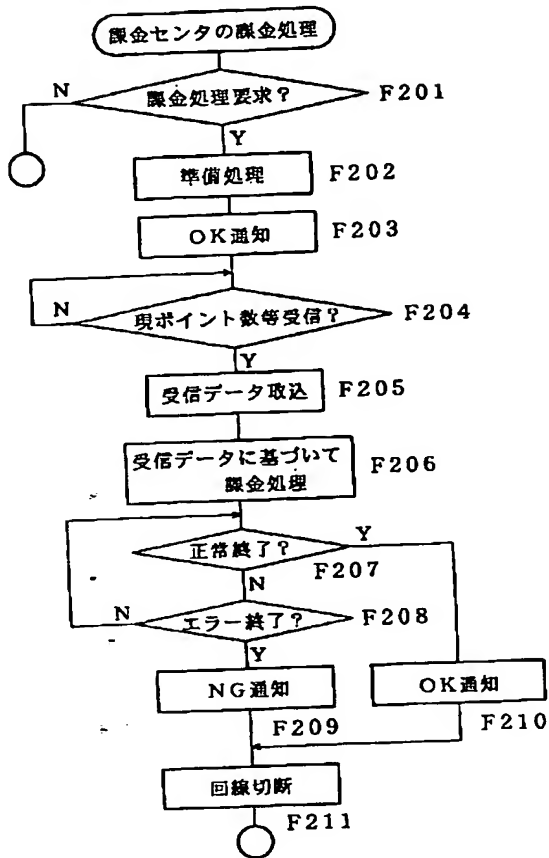 課金センタの課金処理
N
課金処理要求？
F201
Y
準備処理
F202
OK通知
F203
N
現ポイント数等受信？
F204
Y
受信データ取込
F205
受信データに基づいて
課金処理
F206
正常終了？
Y
F207
N
N
エラー終了？
F208
Y
NG通知
OK通知
F209
F210
回線切断
F211